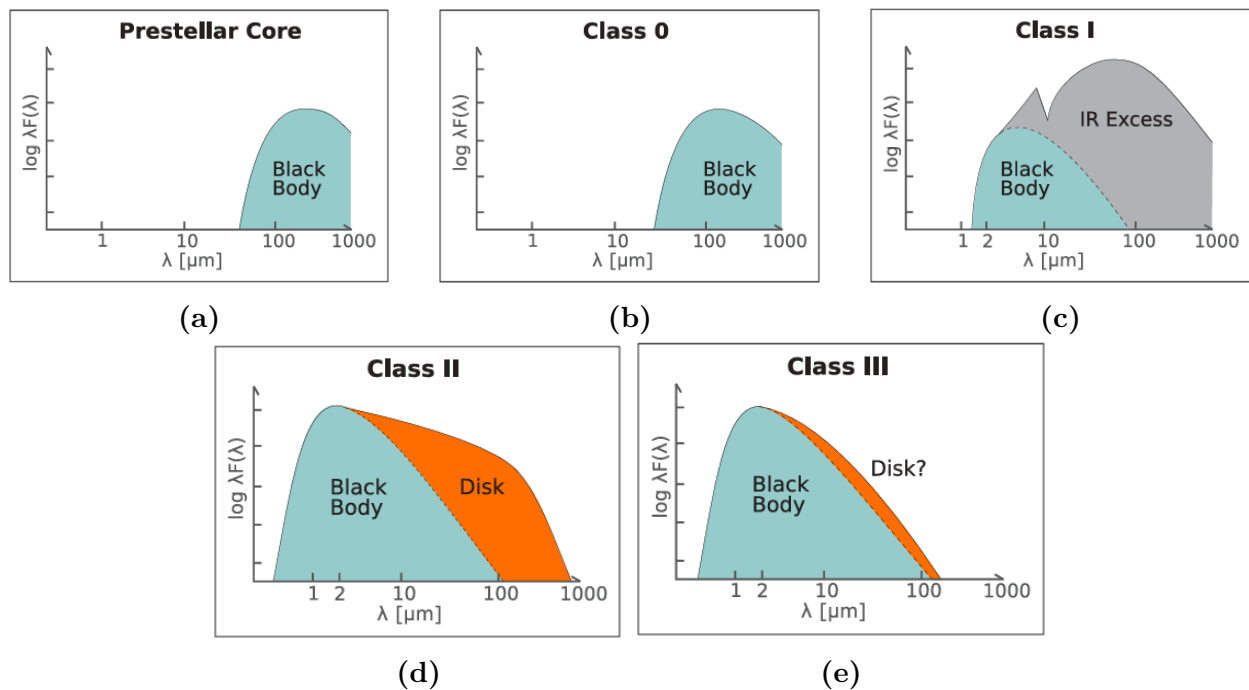 Prestellar Core
log λF(λ)
Black
Body
1 10 100 1000
λ [μm]
(a)
Class 0
log λF(λ)
Black
Body
1 10 100 1000
λ [μm]
(b)
Class I
log λF(λ)
IR Excess
Black
Body
1 2 10 100 1000
λ [μm]
(c)
Class II
log λF(λ)
Black
Body
Disk
1 2 10 100 1000
λ [μm]
(d)
Class III
log λF(λ)
Disk?
Black
Body
1 2 10 100 1000
λ [μm]
(e)